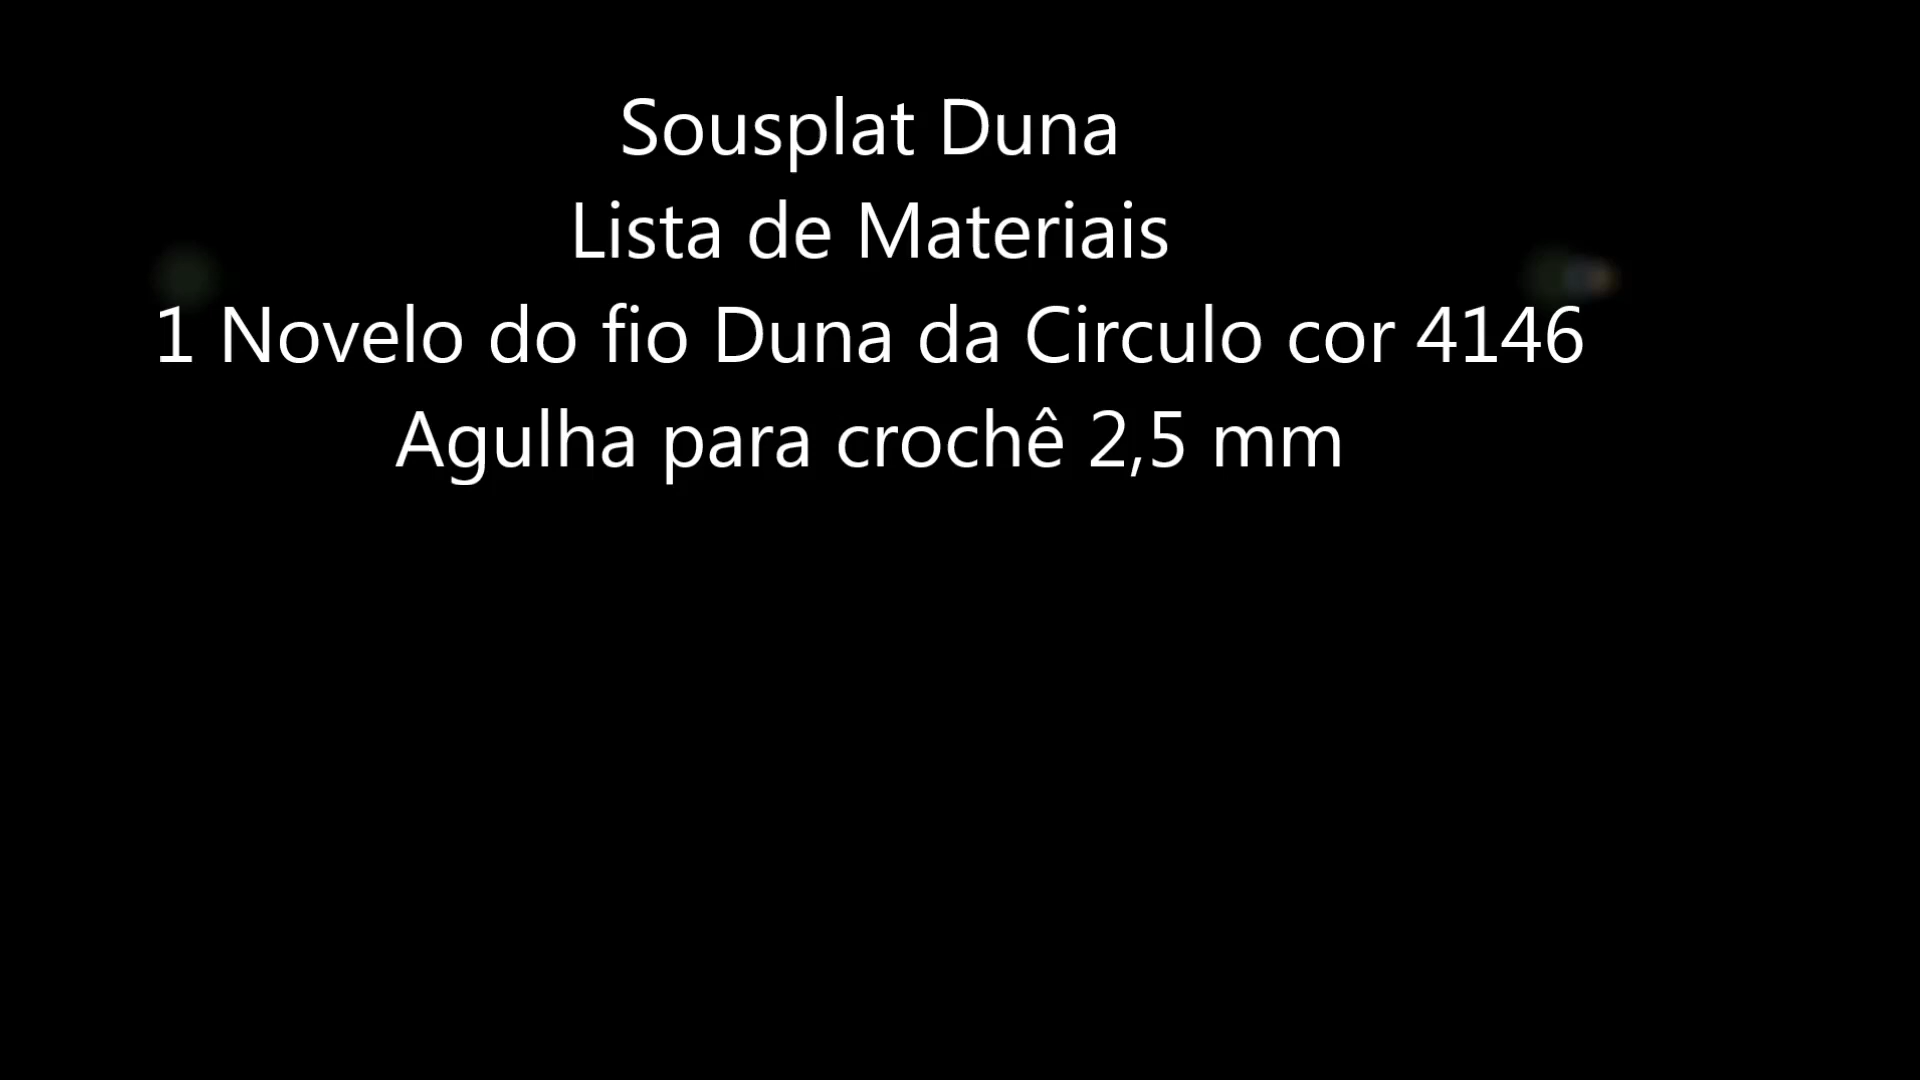 Sousplat Duna
Lista de Materiais
1 Novelo do fio Duna da Circulo cor 4146
Agulha para crochê 2,5 mm